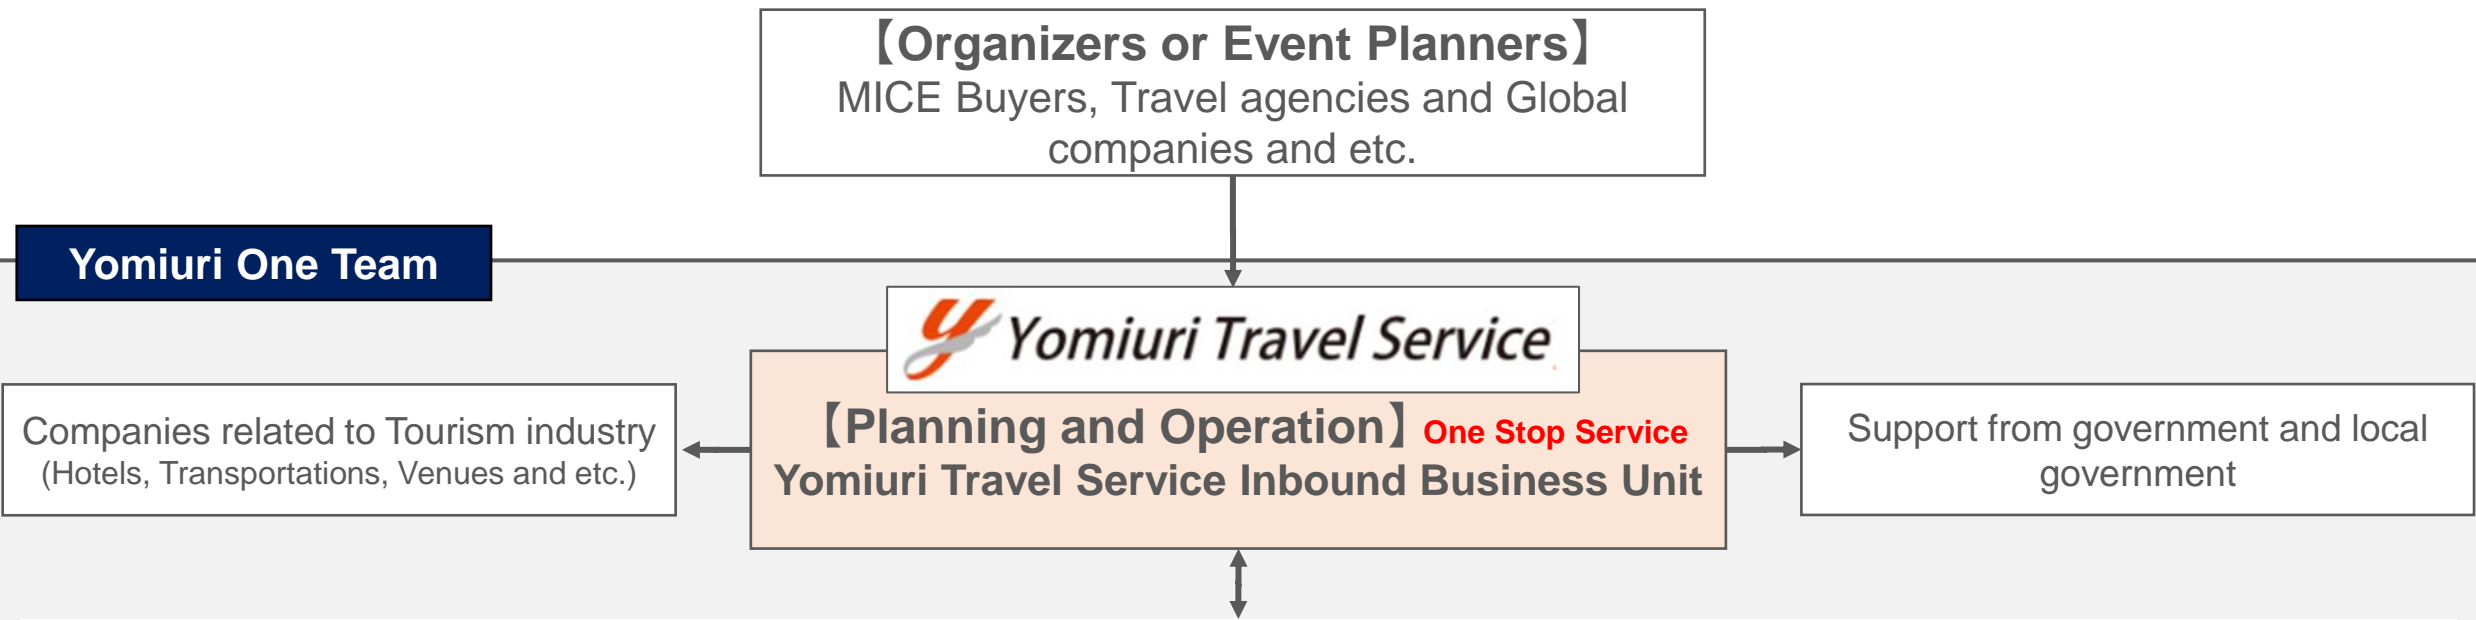 【Organizers or Event Planners】
MICE Buyers, Travel agencies and Global
companies and etc.
Yomiuri One Team
Yomiuri Travel Service
Companies related to Tourism industry
(Hotels, Transportations, Venues and etc.)
【Planning and Operation】 One Stop Service
Yomiuri Travel Service Inbound Business Unit
Support from government and local
government